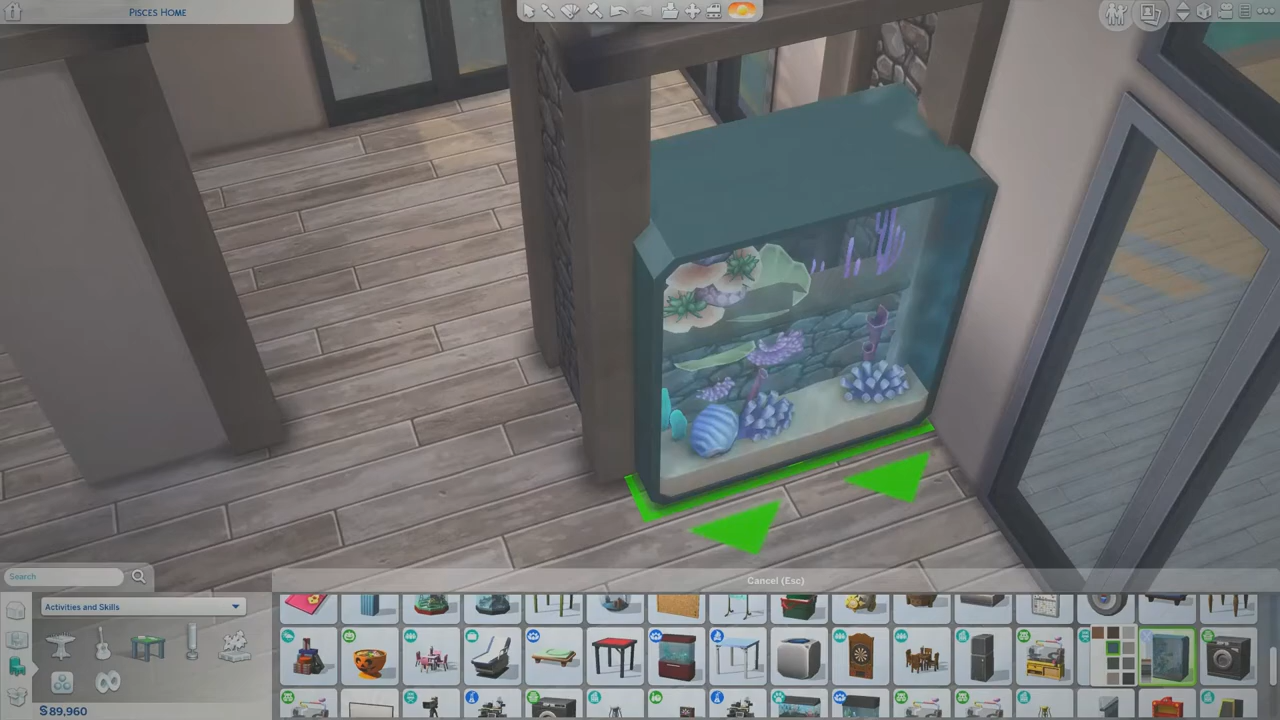 PISCES HOME
Cancel (Esc)
Search
Activities and Skills
$89,960